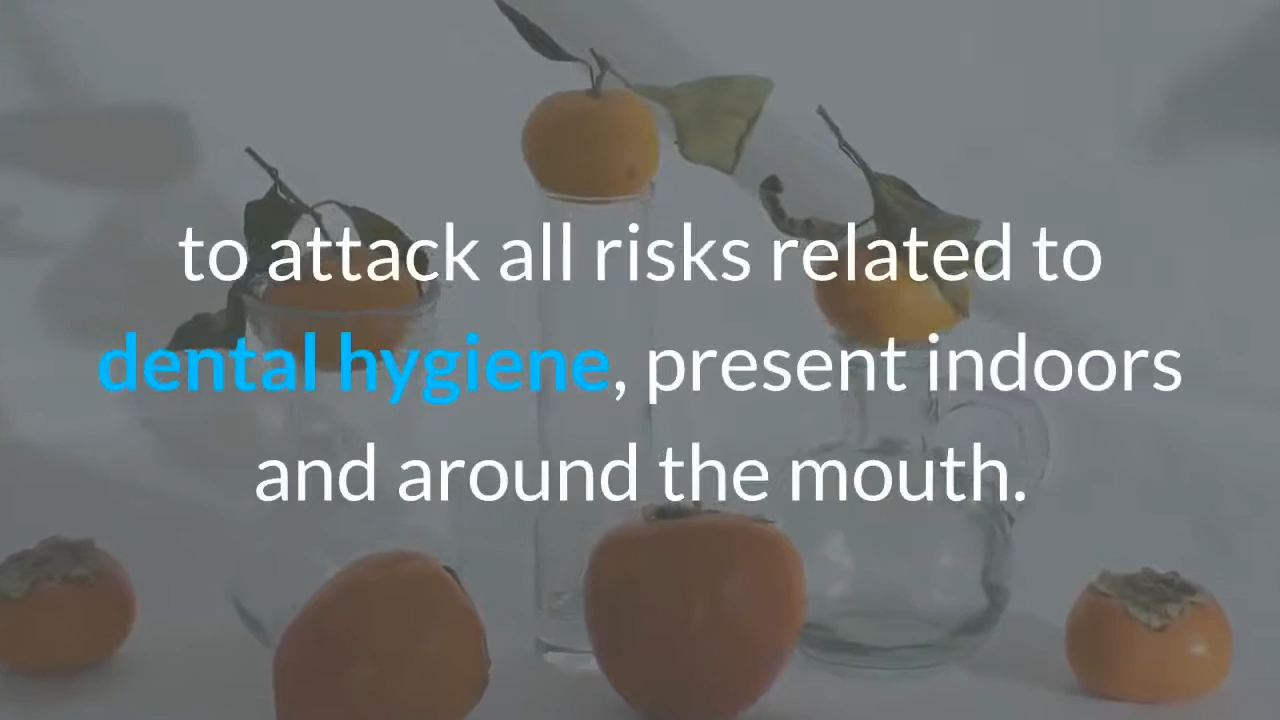 to attack all risks related to
dental hygiene, present indoors
and around the mouth.